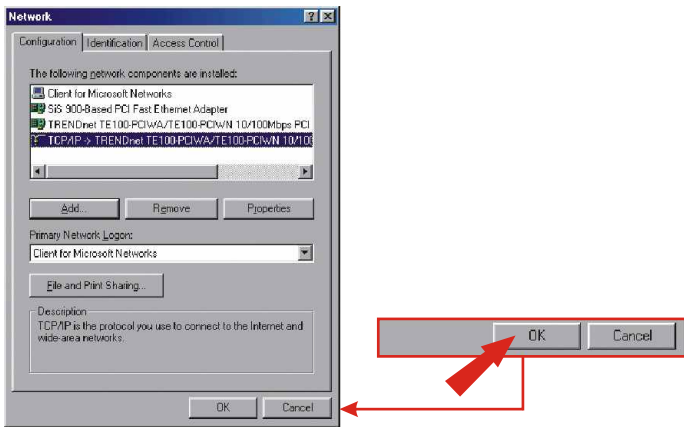 Network
Configuration Identification Access Control
The following network components are installed:
Client for Microsoft Networks
SiS 900-Based PCI Fast Ethernet Adapter
TRENDnet TE100-PCIWA/TE100-PCIWN 10/100Mbps PCI
TCP/IP -> TRENDnet TE100-PCIWA/TE100-PCIWN 10/100
Add... Remove Properties
Primary Network Logon:
Client for Microsoft Networks
File and Print Sharing...
Description
TCP/IP is the protocol you use to connect to the Internet and
wide-area networks.
OK Cancel
OK Cancel